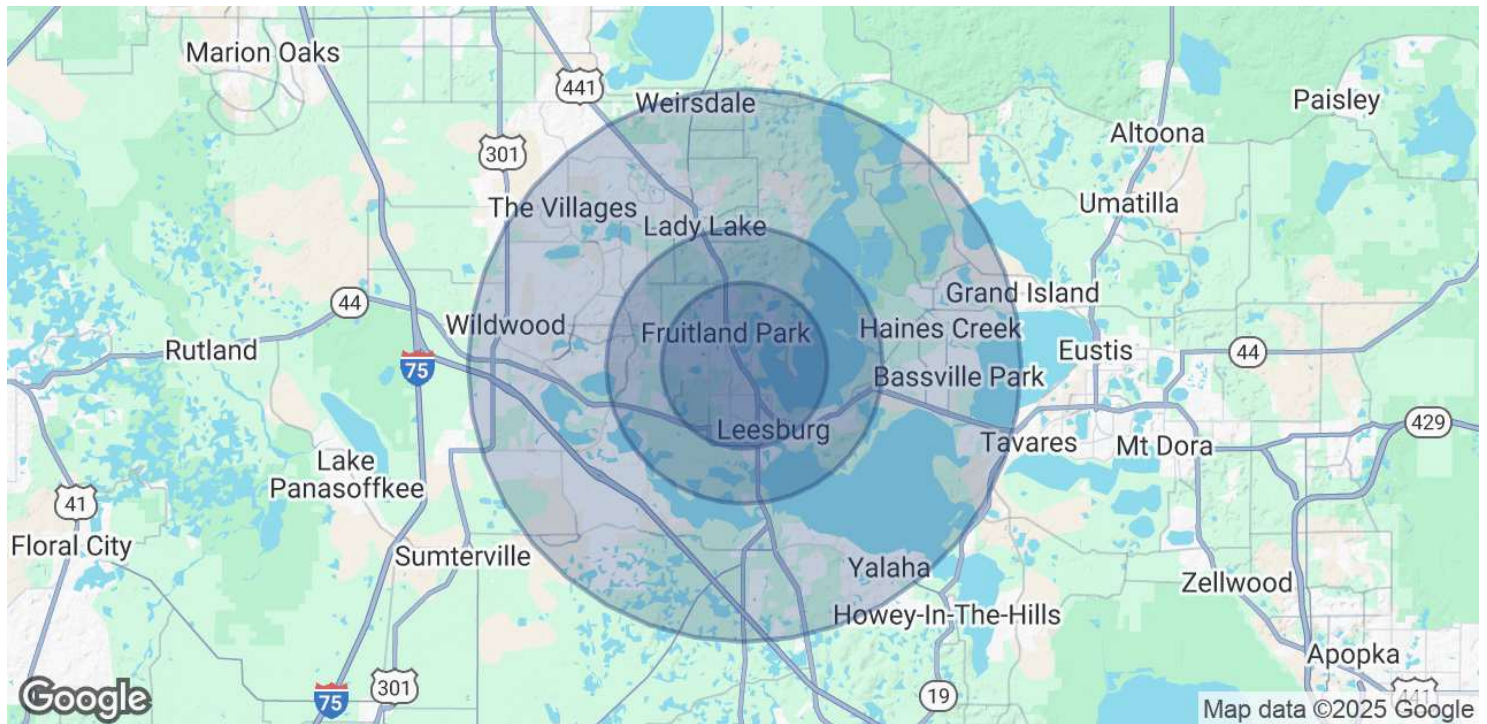 Marion Oaks
441
Weirsdale
Paisley
Altoona
301
The Villages
Umatilla
Lady Lake
44
Grand Island
Wildwood
Fruitland Park
Haines Creek
Rutland
Eustis
44
75
Bassville Park
Leesburg
429
Tavares
Mt Dora
Lake
Panasoffkee
41
Floral City
Sumterville
Yalaha
Zellwood
Howey-In-The-Hills
Apopka
301
19
441
75
Google
Map data ©2025 Google